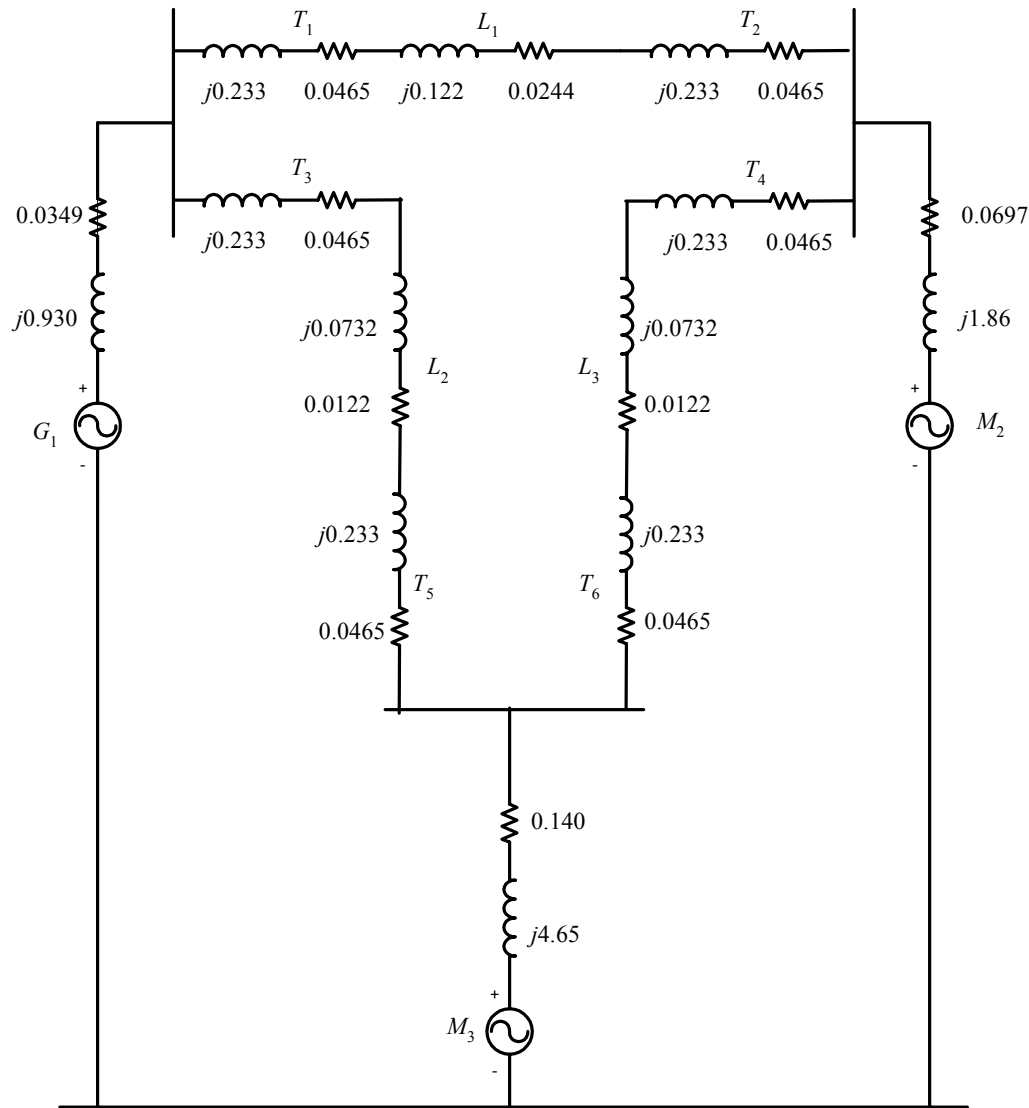 T₁ L₁ T₂
j0.233 0.0465 j0.122 0.0244 j0.233 0.0465
T₃ T₄
0.0349 j0.233 0.0465 j0.233 0.0465 0.0697
j0.930 j0.0732 j0.0732 j1.86
L₂ L₃
+ 0.0122 0.0122 +
G₁ M₂
- -
j0.233 j0.233
T₅ T₆
0.0465 0.0465
0.140
j4.65
+
M₃
-